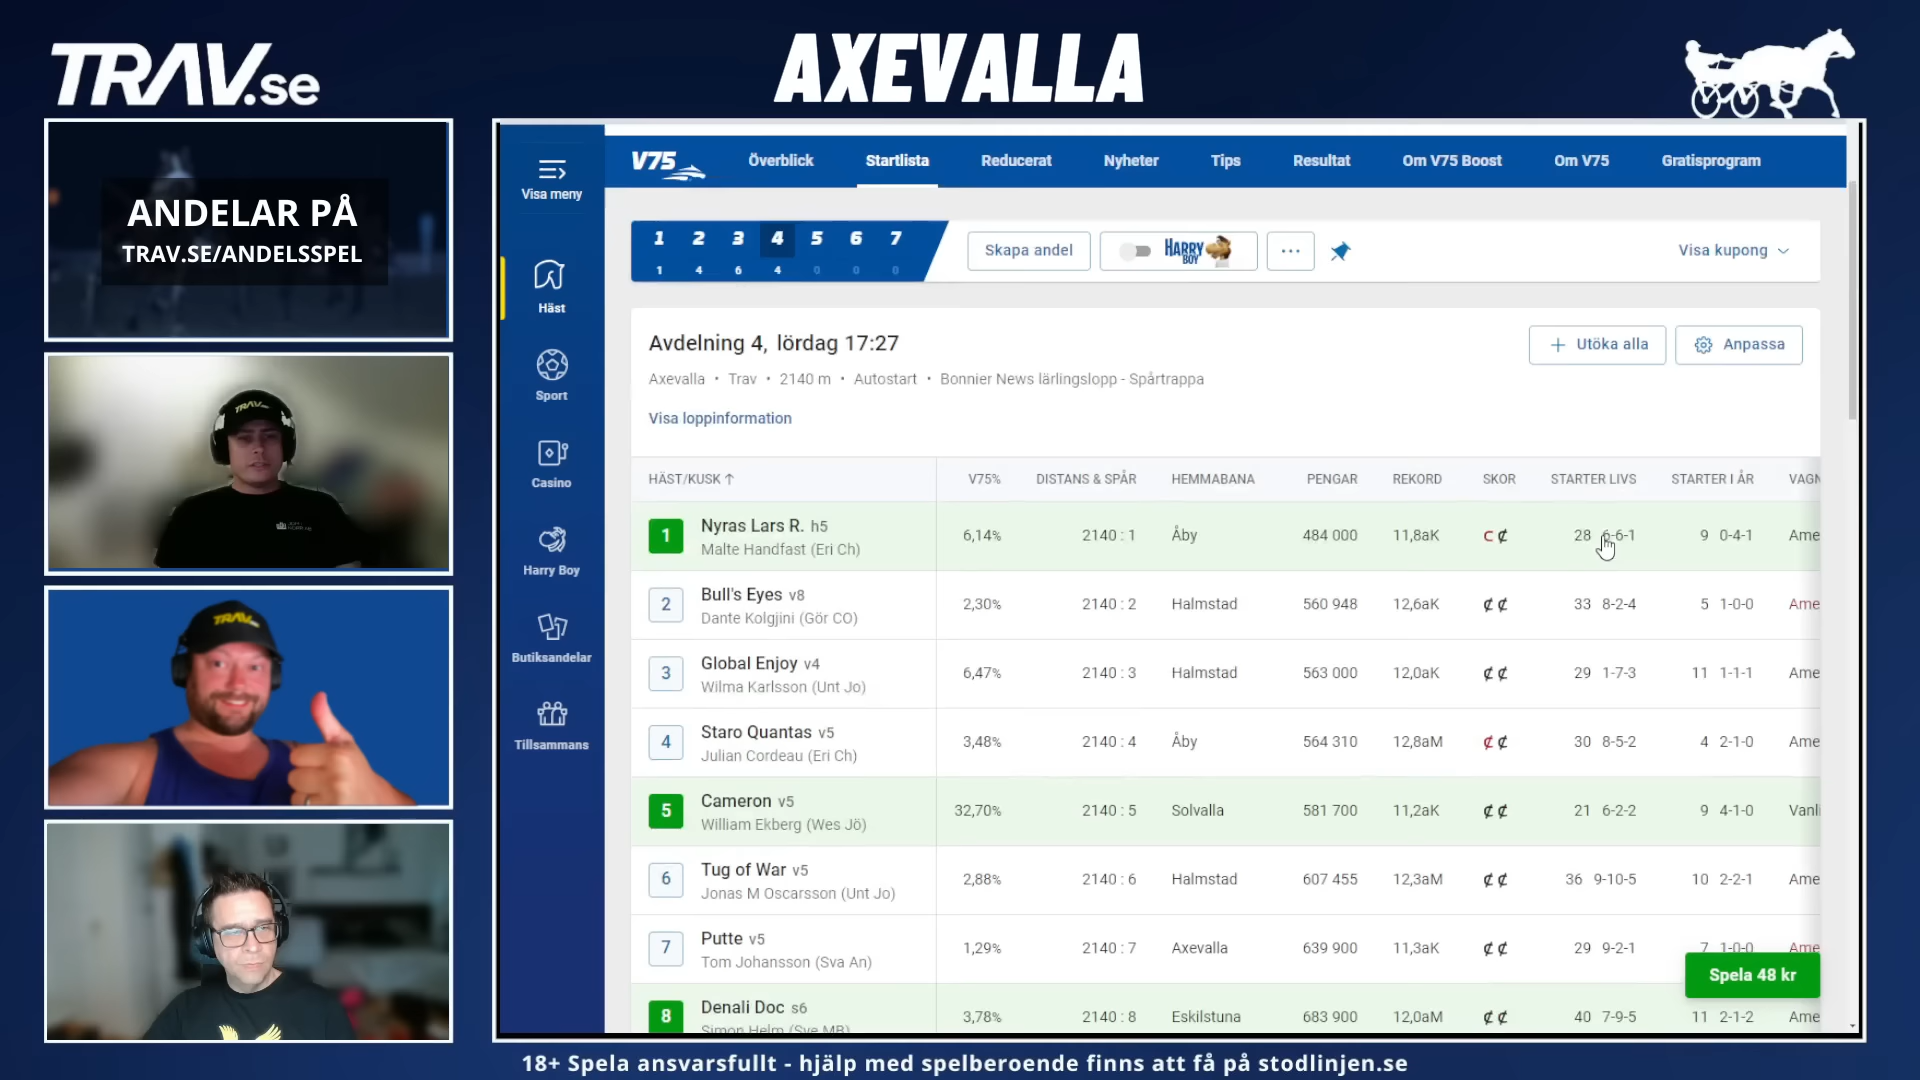 TRAV.se
AXEVALLA
ANDELAR PÅ
TRAV.SE/ANDELSSPEL
TRAV.se
TRAV.se
Visa meny
Häst
Sport
Casino
Harry Boy
Butiksandelar
Tillsammans
V75 Överblick Startlista Reducerat Nyheter Tips Resultat Om V75 Boost Om V75 Gratisprogram
1 2 3 4 5 6 7
1 4 6 4 0 0 0
Skapa andel HARRY BOY ... Visa kupong
Avdelning 4, lördag 17:27
+ Utöka alla Anpassa
Axevalla • Trav • 2140 m • Autostart • Bonnier News lärlingslopp - Spårtrappa
Visa loppinformation
HÄST/KUSK ↑ V75% DISTANS & SPÅR HEMMABANA PENGAR REKORD SKOR STARTER LIVS STARTER I ÅR VAGN
1 Nyras Lars R. h5 6,14% 2140 : 1 Åby 484 000 11,8aK C ₵ 28 6-6-1 9 0-4-1 Ame
Malte Handfast (Eri Ch)
2 Bull's Eyes v8 2,30% 2140 : 2 Halmstad 560 948 12,6aK ₵ ₵ 33 8-2-4 5 1-0-0 Ame
Dante Kolgjini (Gör CO)
3 Global Enjoy v4 6,47% 2140 : 3 Halmstad 563 000 12,0aK ₵ ₵ 29 1-7-3 11 1-1-1 Ame
Wilma Karlsson (Unt Jo)
4 Staro Quantas v5 3,48% 2140 : 4 Åby 564 310 12,8aM ₵ ₵ 30 8-5-2 4 2-1-0 Ame
Julian Cordeau (Eri Ch)
5 Cameron v5 32,70% 2140 : 5 Solvalla 581 700 11,2aK ₵ ₵ 21 6-2-2 9 4-1-0 Vanli
William Ekberg (Wes Jö)
6 Tug of War v5 2,88% 2140 : 6 Halmstad 607 455 12,3aM ₵ ₵ 36 9-10-5 10 2-2-1 Ame
Jonas M Oscarsson (Unt Jo)
7 Putte v5 1,29% 2140 : 7 Axevalla 639 900 11,3aK ₵ ₵ 29 9-2-1 7 1-0-0 Ame
Tom Johansson (Sva An)
Spela 48 kr
8 Denali Doc s6 3,78% 2140 : 8 Eskilstuna 683 900 12,0aM ₵ ₵ 40 7-9-5 11 2-1-2 Ame
Simon Helm (Sve MB)
18+ Spela ansvarsfullt - hjälp med spelberoende finns att få på stodlinjen.se